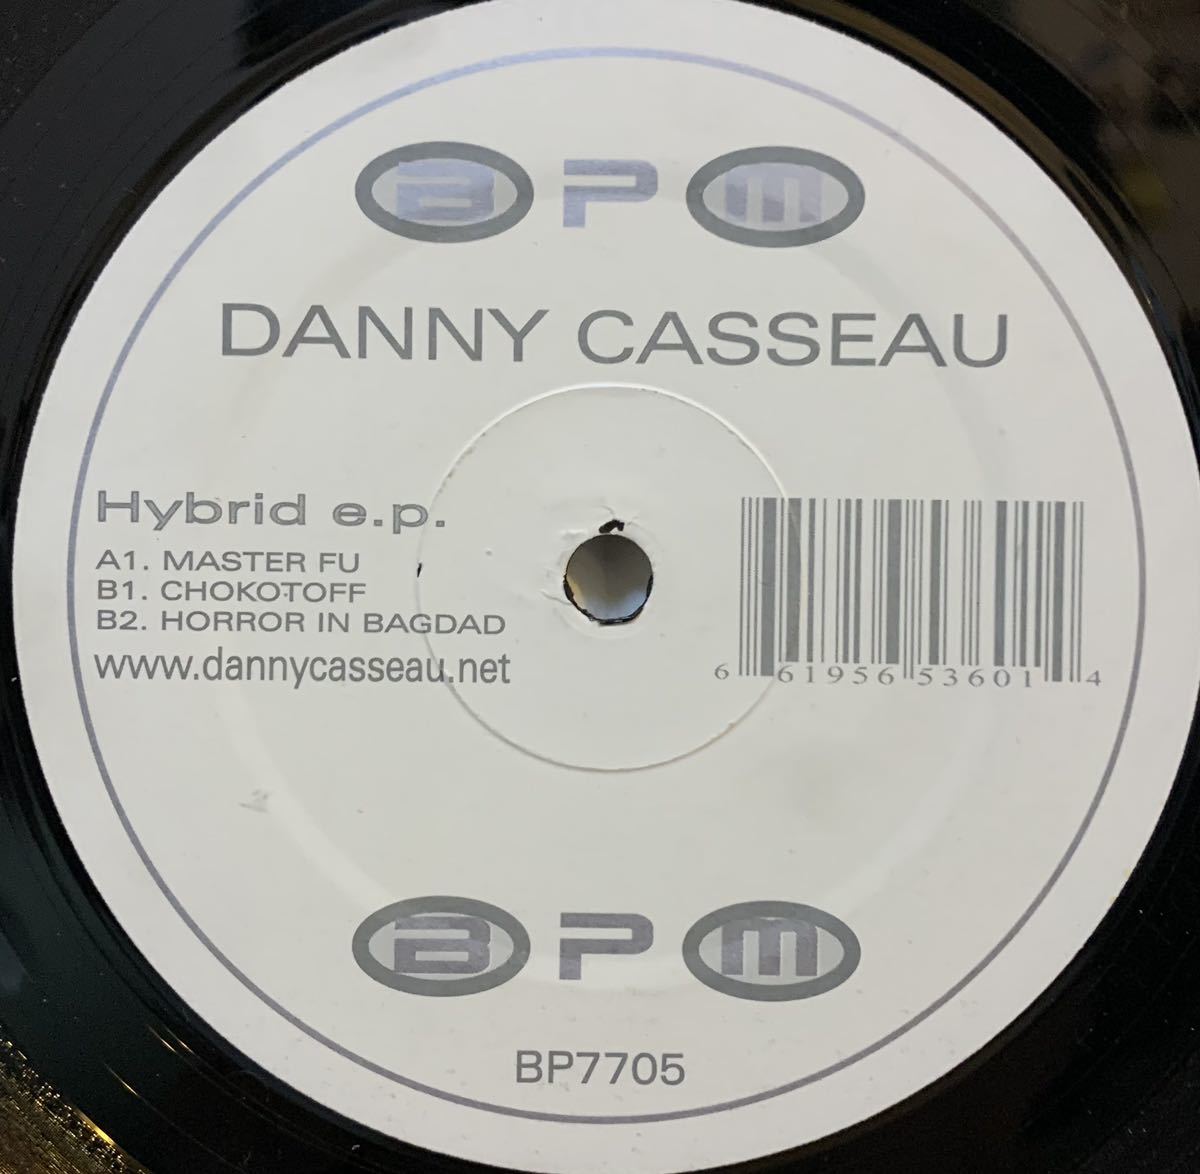 BPM
DANNY CASSEAU
Hybrid e.p.
A1. MASTER FU
B1. CHOKOTOFF
B2. HORROR IN BAGDAD
www.dannycasseau.net
6 61956 53601 4
BPM
BP7705